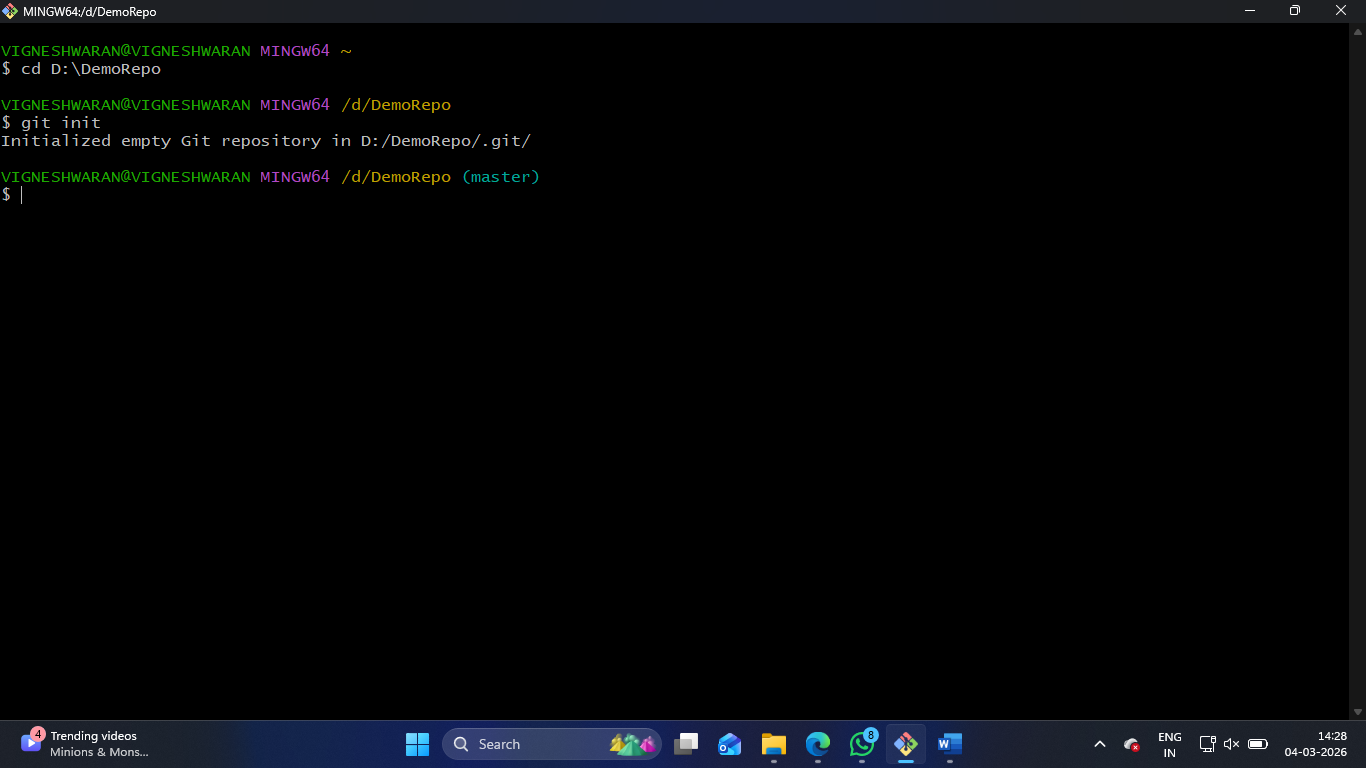 MINGW64:/d/DemoRepo
VIGNESHWARAN@VIGNESHWARAN MINGW64 ~
$ cd D:\DemoRepo
VIGNESHWARAN@VIGNESHWARAN MINGW64 /d/DemoRepo
$ git init
Initialized empty Git repository in D:/DemoRepo/.git/
VIGNESHWARAN@VIGNESHWARAN MINGW64 /d/DemoRepo (master)
$
4
Trending videos
Minions & Mons...
Search
8
ENG
IN
14:28
04-03-2026